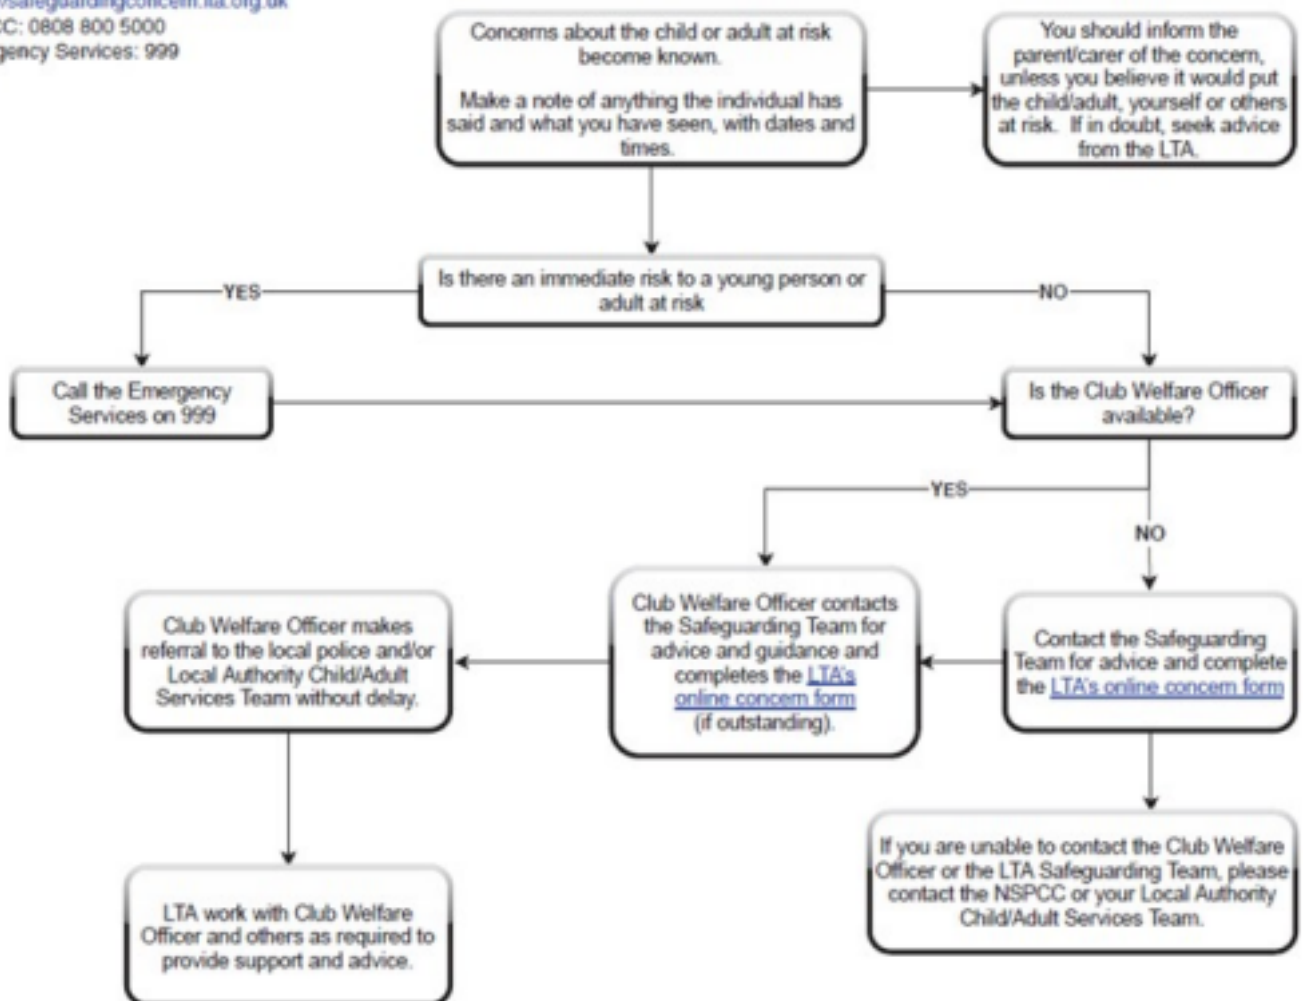 safeguardingconcern.lta.org.uk
CC: 0808 800 5000
gency Services: 999
Concerns about the child or adult at risk
become known.
Make a note of anything the individual has
said and what you have seen, with dates and
times.
You should inform the
parent/carer of the concern,
unless you believe it would put
the child/adult, yourself or others
at risk. If in doubt, seek advice
from the LTA.
Is there an immediate risk to a young person or
adult at risk
YES
NO
Call the Emergency
Services on 999
Is the Club Welfare Officer
available?
YES
NO
Club Welfare Officer makes
referral to the local police and/or
Local Authority Child/Adult
Services Team without delay.
Club Welfare Officer contacts
the Safeguarding Team for
advice and guidance and
completes the LTA's
online concern form
(if outstanding).
Contact the Safeguarding
Team for advice and complete
the LTA's online concern form
If you are unable to contact the Club Welfare
Officer or the LTA Safeguarding Team, please
contact the NSPCC or your Local Authority
Child/Adult Services Team.
LTA work with Club Welfare
Officer and others as required to
provide support and advice.